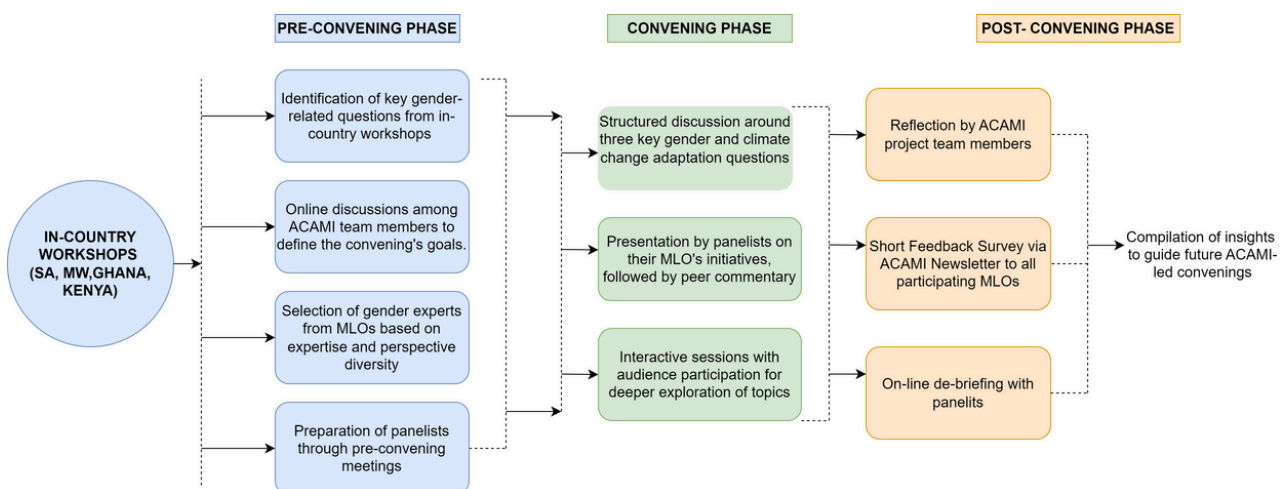 PRE-CONVENING PHASE
CONVENING PHASE
POST- CONVENING PHASE
IN-COUNTRY
WORKSHOPS
(SA, MW,GHANA,
KENYA)
Identification of key gender-
related questions from in-
country workshops
Online discussions among
ACAMI team members to
define the convening's goals.
Selection of gender experts
from MLOs based on
expertise and perspective
diversity
Preparation of panelists
through pre-convening
meetings
Structured discussion around
three key gender and climate
change adaptation questions
Presentation by panelists on
their MLO's initiatives,
followed by peer commentary
Interactive sessions with
audience participation for
deeper exploration of topics
Reflection by ACAMI
project team members
Short Feedback Survey via
ACAMI Newsletter to all
participating MLOs
On-line de-briefing with
panelits
Compilation of insights
to guide future ACAMI-
led convenings